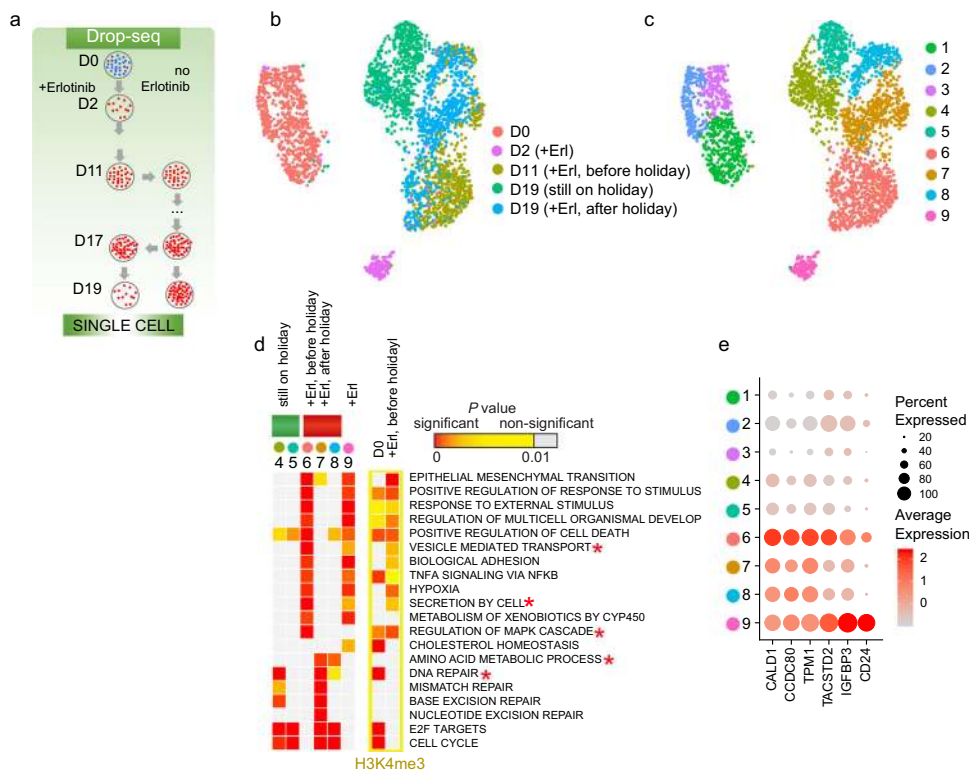 a
Drop-seq
D0
+Erlotinib
no
Erlotinib
D2
D11
...
D17
D19
SINGLE CELL
b
D0
D2 (+Erl)
D11 (+Erl, before holiday)
D19 (still on holiday)
D19 (+Erl, after holiday)
c
1
2
3
4
5
6
7
8
9
d
still on holiday
+Erl, before holiday
+Erl, after holiday
+Erl
D0
+Erl, before holidayl
P value
significant non-significant
0 0.01
4 5 6 7 8 9
EPITHELIAL MESENCHYMAL TRANSITION
POSITIVE REGULATION OF RESPONSE TO STIMULUS
RESPONSE TO EXTERNAL STIMULUS
REGULATION OF MULTICELL ORGANISMAL DEVELOP
POSITIVE REGULATION OF CELL DEATH
VESICLE MEDIATED TRANSPORT *
BIOLOGICAL ADHESION
TNFA SIGNALING VIA NFKB
HYPOXIA
SECRETION BY CELL *
METABOLISM OF XENOBIOTICS BY CYP450
REGULATION OF MAPK CASCADE *
CHOLESTEROL HOMEOSTASIS
AMINO ACID METABOLIC PROCESS *
DNA REPAIR *
MISMATCH REPAIR
BASE EXCISION REPAIR
NUCLEOTIDE EXCISION REPAIR
E2F TARGETS
CELL CYCLE
H3K4me3
e
1
2
3
4
5
6
7
8
9
CALD1
CCDC80
TPM1
TACSTD2
IGFBP3
CD24
Percent
Expressed
20
40
60
80
100
Average
Expression
2
1
0